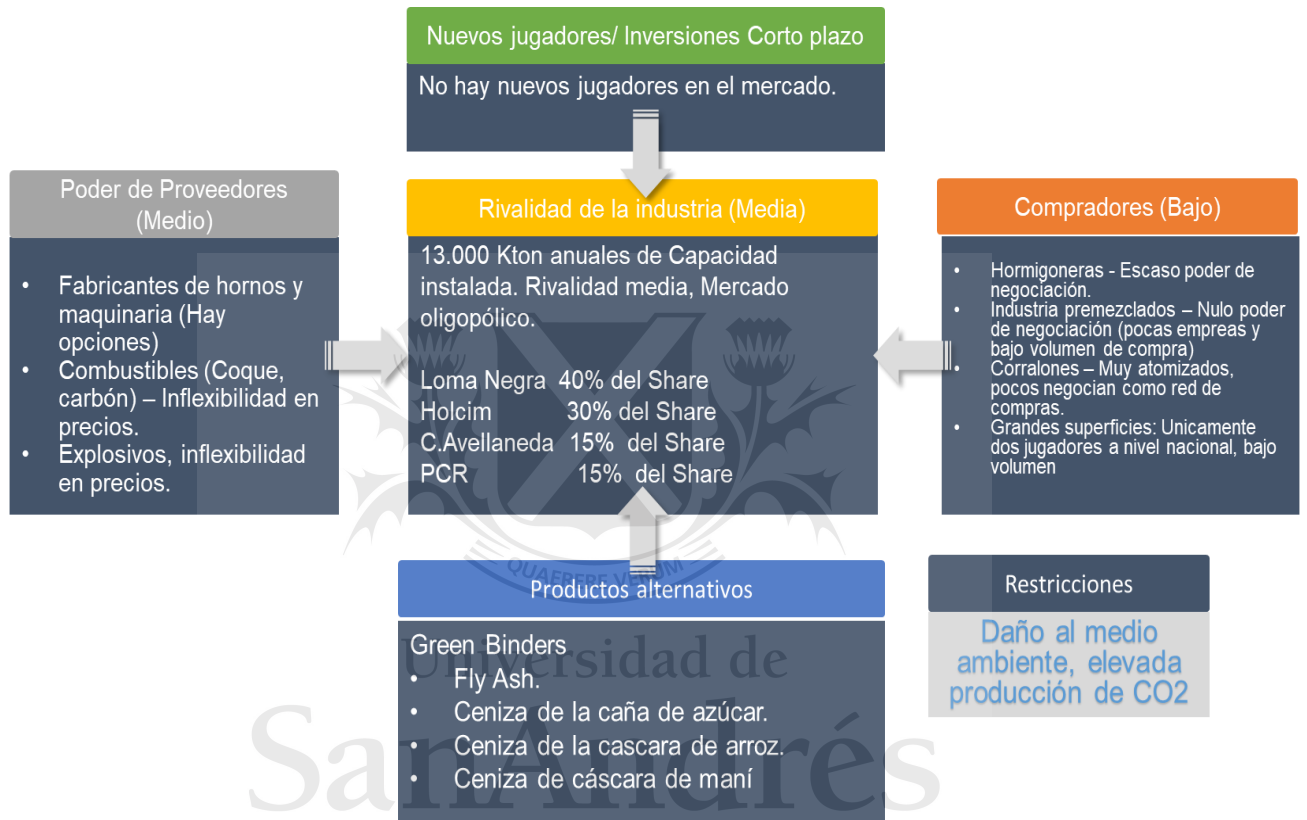 Nuevos jugadores/ Inversiones Corto plazo
No hay nuevos jugadores en el mercado.
Poder de Proveedores
(Medio)
• Fabricantes de hornos y
maquinaria (Hay
opciones)
• Combustibles (Coque,
carbón) – Inflexibilidad en
precios.
• Explosivos, inflexibilidad
en precios.
Rivalidad de la industria (Media)
13.000 Kton anuales de Capacidad
instalada. Rivalidad media, Mercado
oligopólico.
Loma Negra 40% del Share
Holcim 30% del Share
C.Avellaneda 15% del Share
PCR 15% del Share
Compradores (Bajo)
• Hormigoneras - Escaso poder de
negociación.
• Industria premezclados – Nulo poder
de negociación (pocas empreas y
bajo volumen de compra)
• Corralones – Muy atomizados,
pocos negocian como red de
compras.
• Grandes superficies: Unicamente
dos jugadores a nivel nacional, bajo
volumen
QUAERERE VERUM
Productos alternativos
Green Binders
• Fly Ash.
• Ceniza de la caña de azúcar.
• Ceniza de la cascara de arroz.
• Ceniza de cáscara de maní
Restricciones
Daño al medio
ambiente, elevada
producción de CO2
Universidad de
SanAndrés